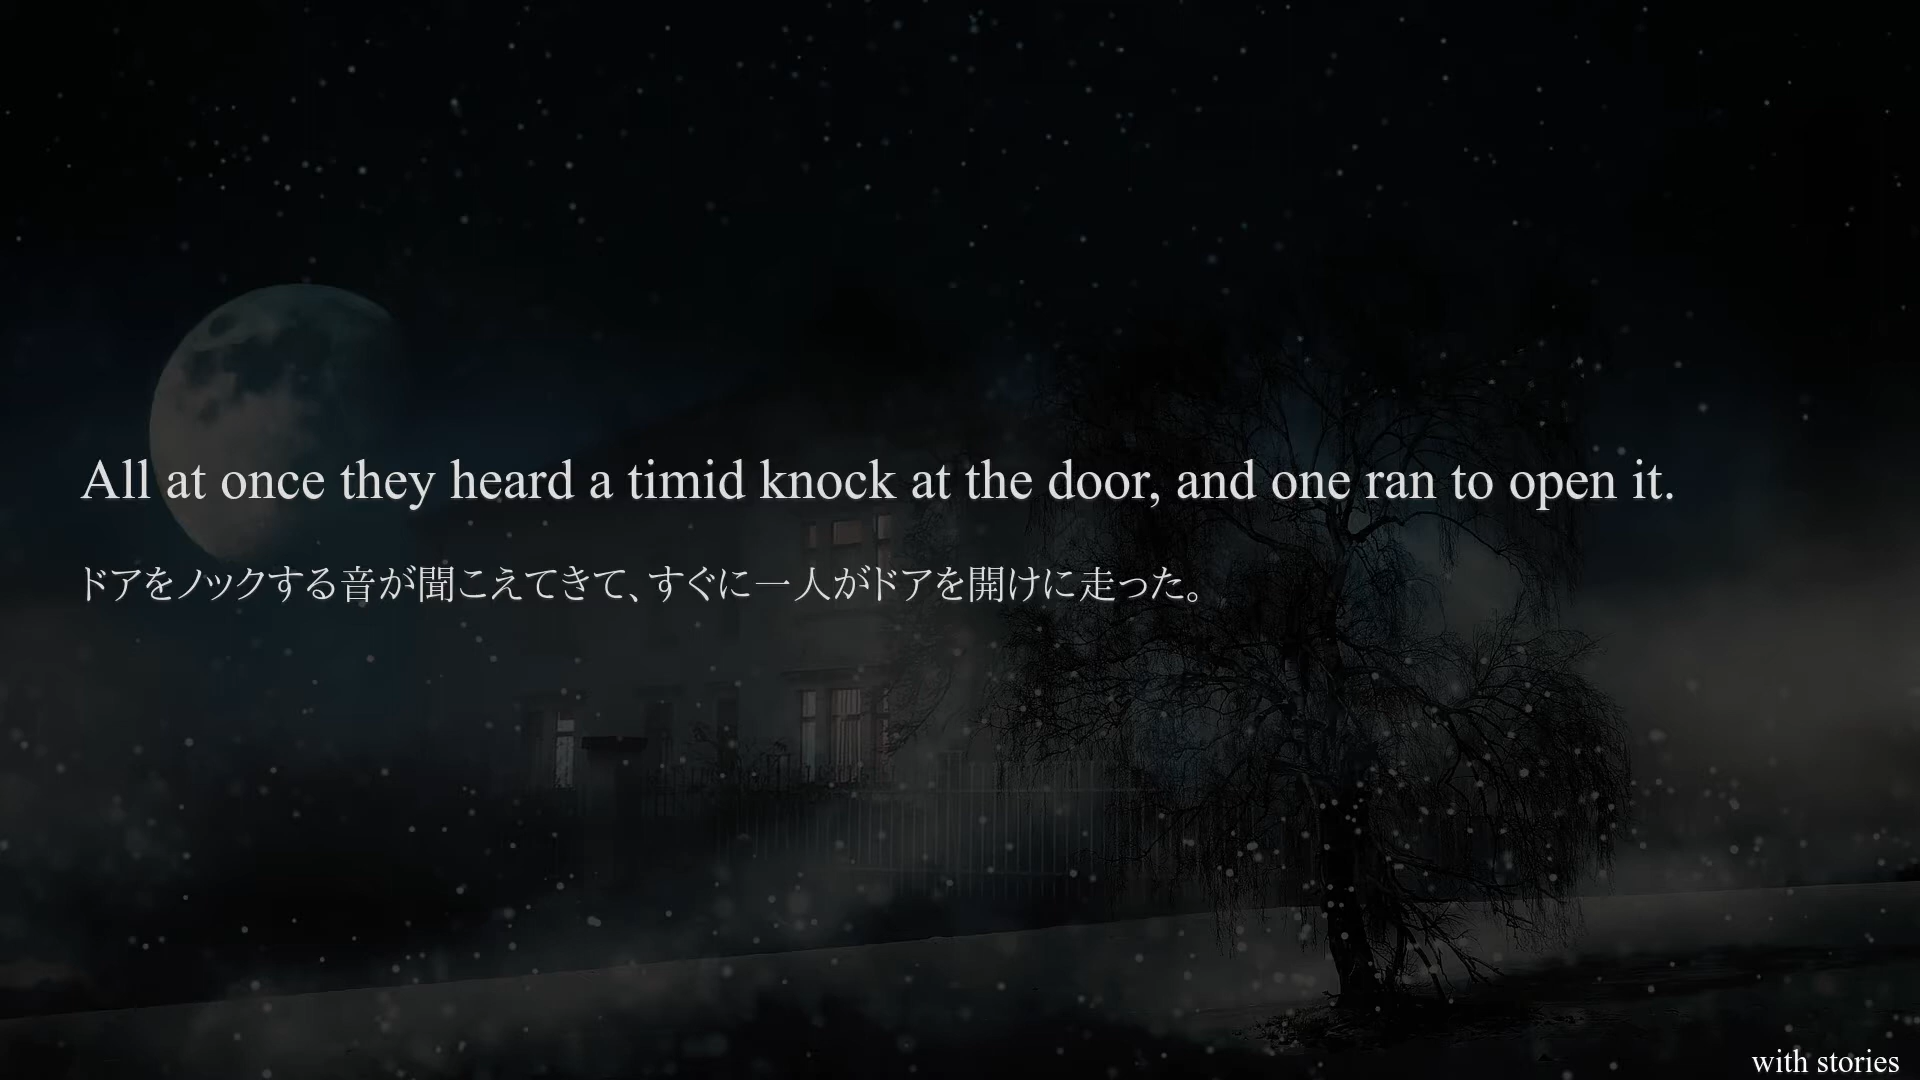 All at once they heard a timid knock at the door, and one ran to open it.
ドアをノックする音が聞こえてきて、すぐに一人がドアを開けに走った。
with stories